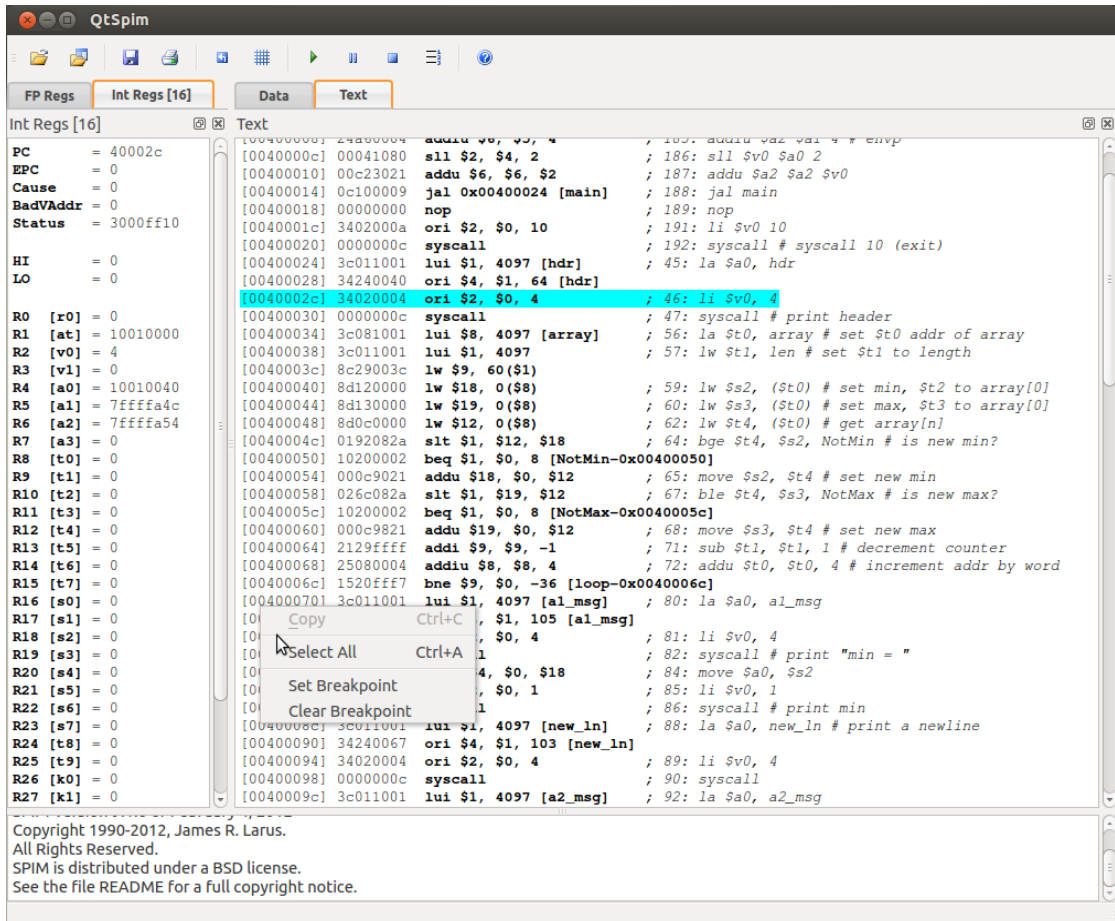 QtSpim
FP Regs
Int Regs [16]
Data
Text
Int Regs [16]
PC = 40002c
EPC = 0
Cause = 0
BadVAddr = 0
Status = 3000ff10
HI = 0
LO = 0
R0 [r0] = 0
R1 [at] = 10010000
R2 [v0] = 4
R3 [v1] = 0
R4 [a0] = 10010040
R5 [a1] = 7ffffa4c
R6 [a2] = 7ffffa54
R7 [a3] = 0
R8 [t0] = 0
R9 [t1] = 0
R10 [t2] = 0
R11 [t3] = 0
R12 [t4] = 0
R13 [t5] = 0
R14 [t6] = 0
R15 [t7] = 0
R16 [s0] = 0
R17 [s1] = 0
R18 [s2] = 0
R19 [s3] = 0
R20 [s4] = 0
R21 [s5] = 0
R22 [s6] = 0
R23 [s7] = 0
R24 [t8] = 0
R25 [t9] = 0
R26 [k0] = 0
R27 [k1] = 0
Text
[00400008] 24a60004 addiu $6, $5, 4 ; 185: addiu $a2 $a1 4 # envp
[0040000c] 00041080 sll $2, $4, 2 ; 186: sll $v0 $a0 2
[00400010] 00c23021 addu $6, $6, $2 ; 187: addu $a2 $a2 $v0
[00400014] 0c100009 jal 0x00400024 [main] ; 188: jal main
[00400018] 00000000 nop ; 189: nop
[0040001c] 3402000a ori $2, $0, 10 ; 191: li $v0 10
[00400020] 0000000c syscall ; 192: syscall # syscall 10 (exit)
[00400024] 3c011001 lui $1, 4097 [hdr] ; 45: la $a0, hdr
[00400028] 34240040 ori $4, $1, 64 [hdr]
[0040002c] 34020004 ori $2, $0, 4 ; 46: li $v0, 4
[00400030] 0000000c syscall ; 47: syscall # print header
[00400034] 3c081001 lui $8, 4097 [array] ; 56: la $t0, array # set $t0 addr of array
[00400038] 3c011001 lui $1, 4097 ; 57: lw $t1, len # set $t1 to length
[0040003c] 8c29003c lw $9, 60($1)
[00400040] 8d120000 lw $18, 0($8) ; 59: lw $s2, ($t0) # set min, $t2 to array[0]
[00400044] 8d130000 lw $19, 0($8) ; 60: lw $s3, ($t0) # set max, $t3 to array[0]
[00400048] 8d0c0000 lw $12, 0($8) ; 62: lw $t4, ($t0) # get array[n]
[0040004c] 0192082a slt $1, $12, $18 ; 64: bge $t4, $s2, NotMin # is new min?
[00400050] 10200002 beq $1, $0, 8 [NotMin-0x00400050]
[00400054] 000c9021 addu $18, $0, $12 ; 65: move $s2, $t4 # set new min
[00400058] 026c082a slt $1, $19, $12 ; 67: ble $t4, $s3, NotMax # is new max?
[0040005c] 10200002 beq $1, $0, 8 [NotMax-0x0040005c]
[00400060] 000c9821 addu $19, $0, $12 ; 68: move $s3, $t4 # set new max
[00400064] 2129ffff addi $9, $9, -1 ; 71: sub $t1, $t1, 1 # decrement counter
[00400068] 25080004 addiu $8, $8, 4 ; 72: addu $t0, $t0, 4 # increment addr by word
[0040006c] 1520fff7 bne $9, $0, -36 [loop-0x0040006c]
[00400070] 3c011001 lui $1, 4097 [a1_msg] ; 80: la $a0, a1_msg
[00 , $1, 105 [a1_msg]
[00 , $0, 4 ; 81: li $v0, 4
[00 l ; 82: syscall # print "min = "
[00 4, $0, $18 ; 84: move $a0, $s2
[00 , $0, 1 ; 85: li $v0, 1
[00 l ; 86: syscall # print min
[0040008c] 3c011001 lui $1, 4097 [new_ln] ; 88: la $a0, new_ln # print a newline
[00400090] 34240067 ori $4, $1, 103 [new_ln]
[00400094] 34020004 ori $2, $0, 4 ; 89: li $v0, 4
[00400098] 0000000c syscall ; 90: syscall
[0040009c] 3c011001 lui $1, 4097 [a2_msg] ; 92: la $a0, a2_msg
Copy Ctrl+C
Select All Ctrl+A
Set Breakpoint
Clear Breakpoint
Copyright 1990-2012, James R. Larus.
All Rights Reserved.
SPIM is distributed under a BSD license.
See the file README for a full copyright notice.